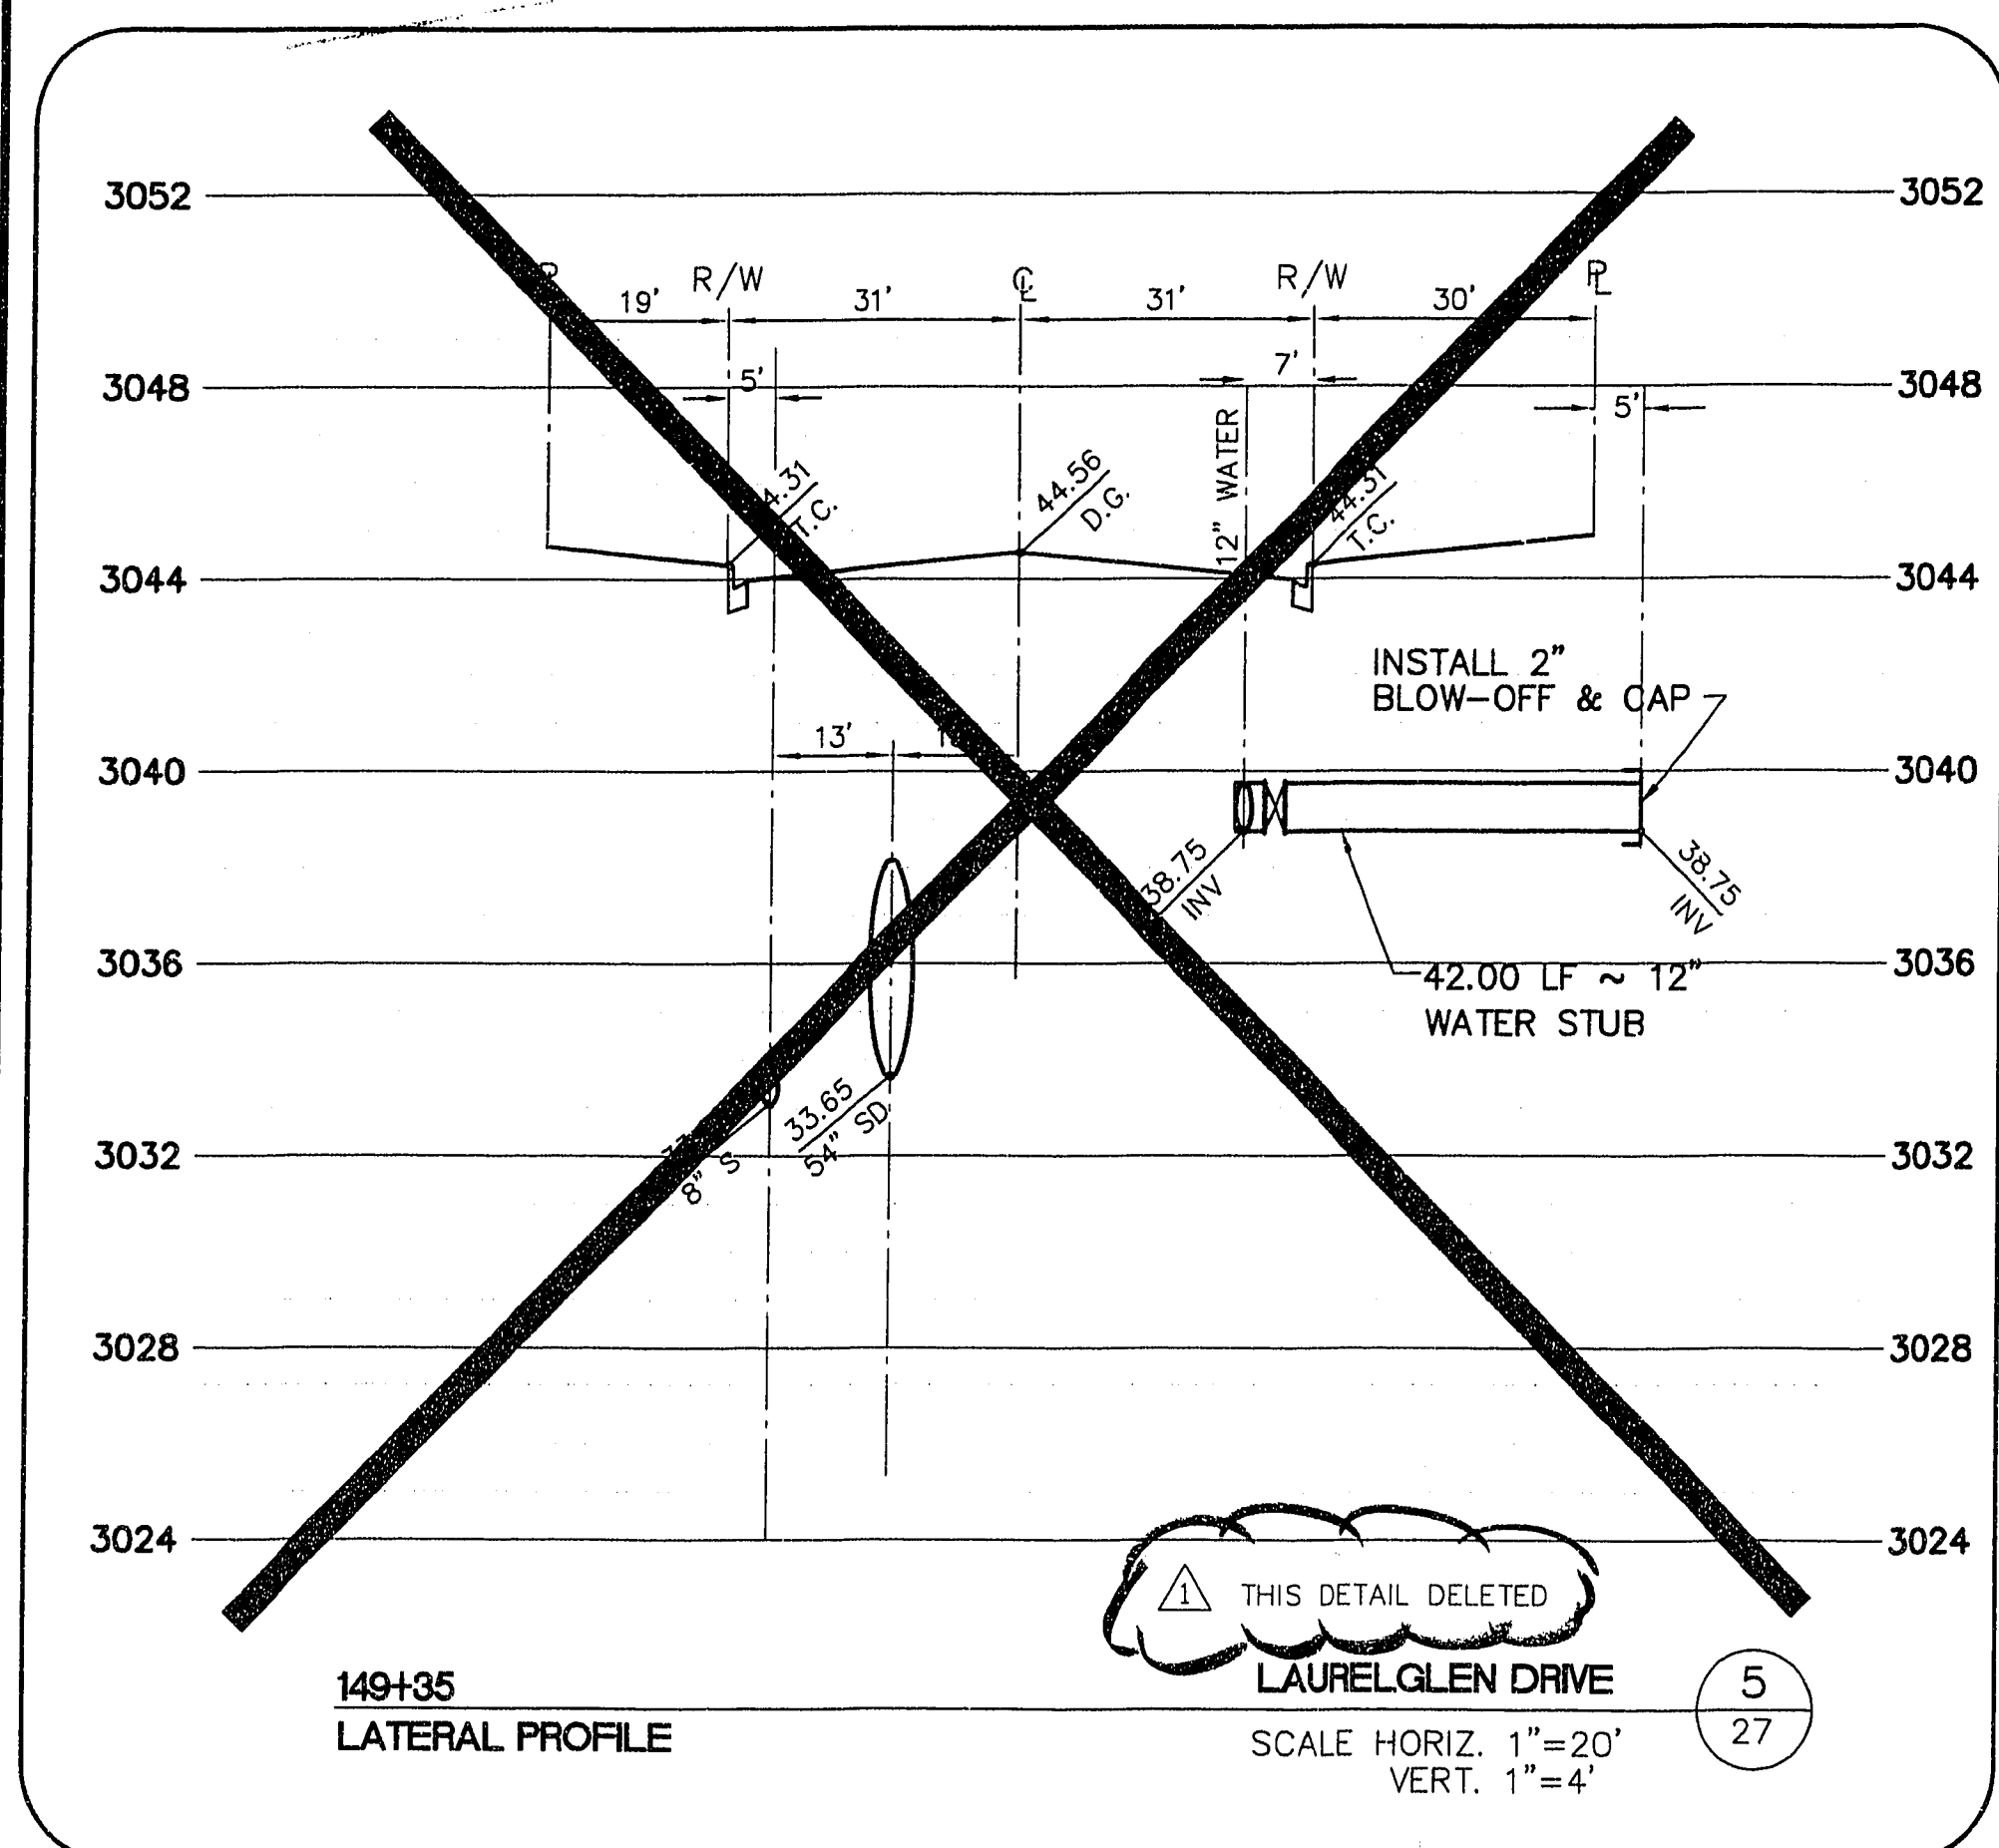 3052 3052
R/W ℄ R/W ⅊
19' 31' 31' 30'
7'
3048 5' 3048
5'
12" WATER
44.56
D.G.
T.C.
44.31
T.C.
3044 3044
INSTALL 2"
BLOW-OFF & CAP
13'
3040 3040
38.75
INV
38.75
INV
3036 3036
42.00 LF ~ 12"
WATER STUB
33.65
54" SD
8" S
3032 3032
3028 3028
3024 3024
1 THIS DETAIL DELETED
149+35
LATERAL PROFILE
LAURELGLEN DRIVE
SCALE HORIZ. 1"=20'
VERT. 1"=4'
5
27